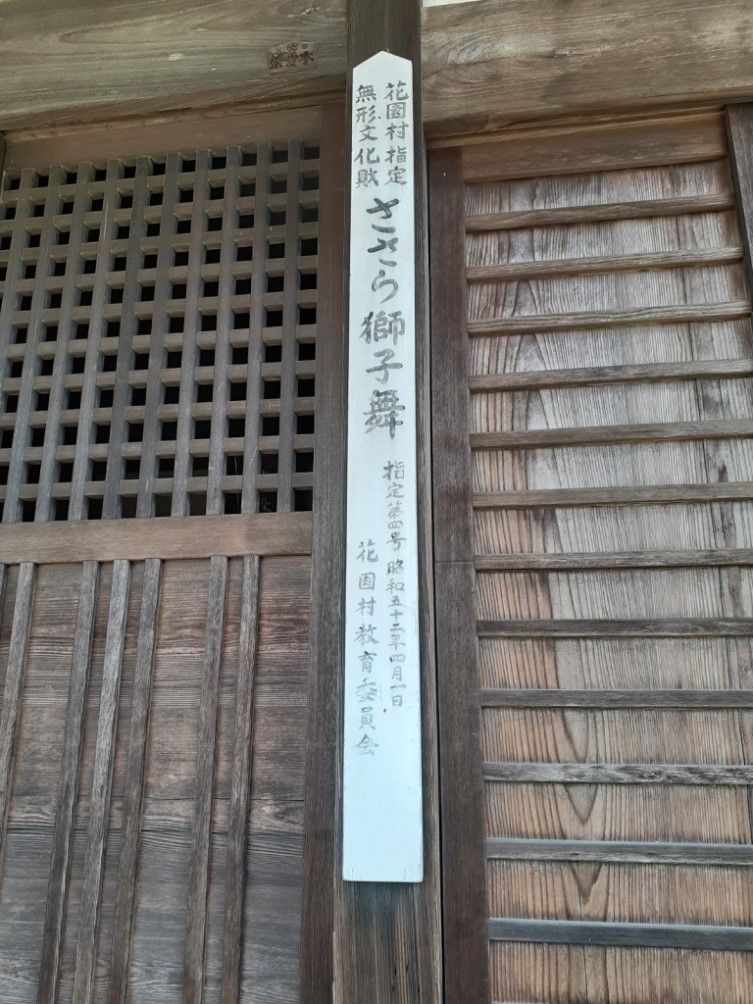 花園村指定
無形文化財
ささら獅子舞
指定第四号 昭和五十二年四月一日
花園村教育委員会